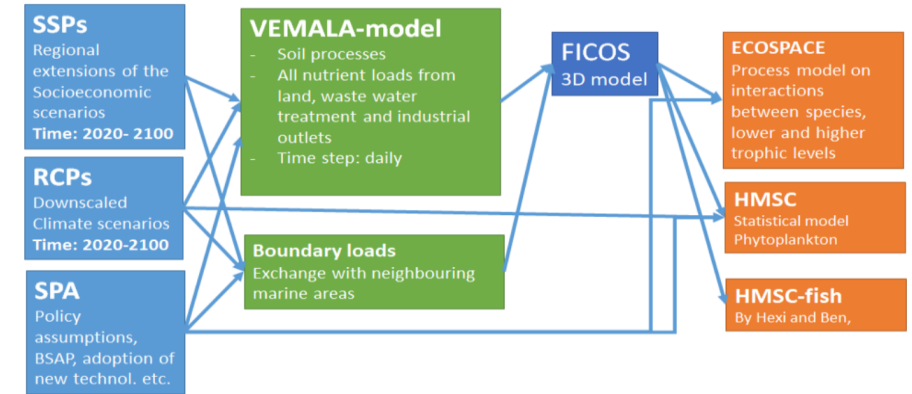 SSPs
Regional
extensions of the
Socioeconomic
scenarios
Time: 2020- 2100
RCPs
Downscaled
Climate scenarios
Time: 2020-2100
SPA
Policy
assumptions,
BSAP, adoption of
new technol. etc.
VEMALA-model
- Soil processes
- All nutrient loads from
land, waste water
treatment and industrial
outlets
- Time step: daily
Boundary loads
Exchange with neighbouring
marine areas
FICOS
3D model
ECOSPACE
Process model on
interactions
between species,
lower and higher
trophic levels
HMSC
Statistical model
Phytoplankton
HMSC-fish
By Hexi and Ben,